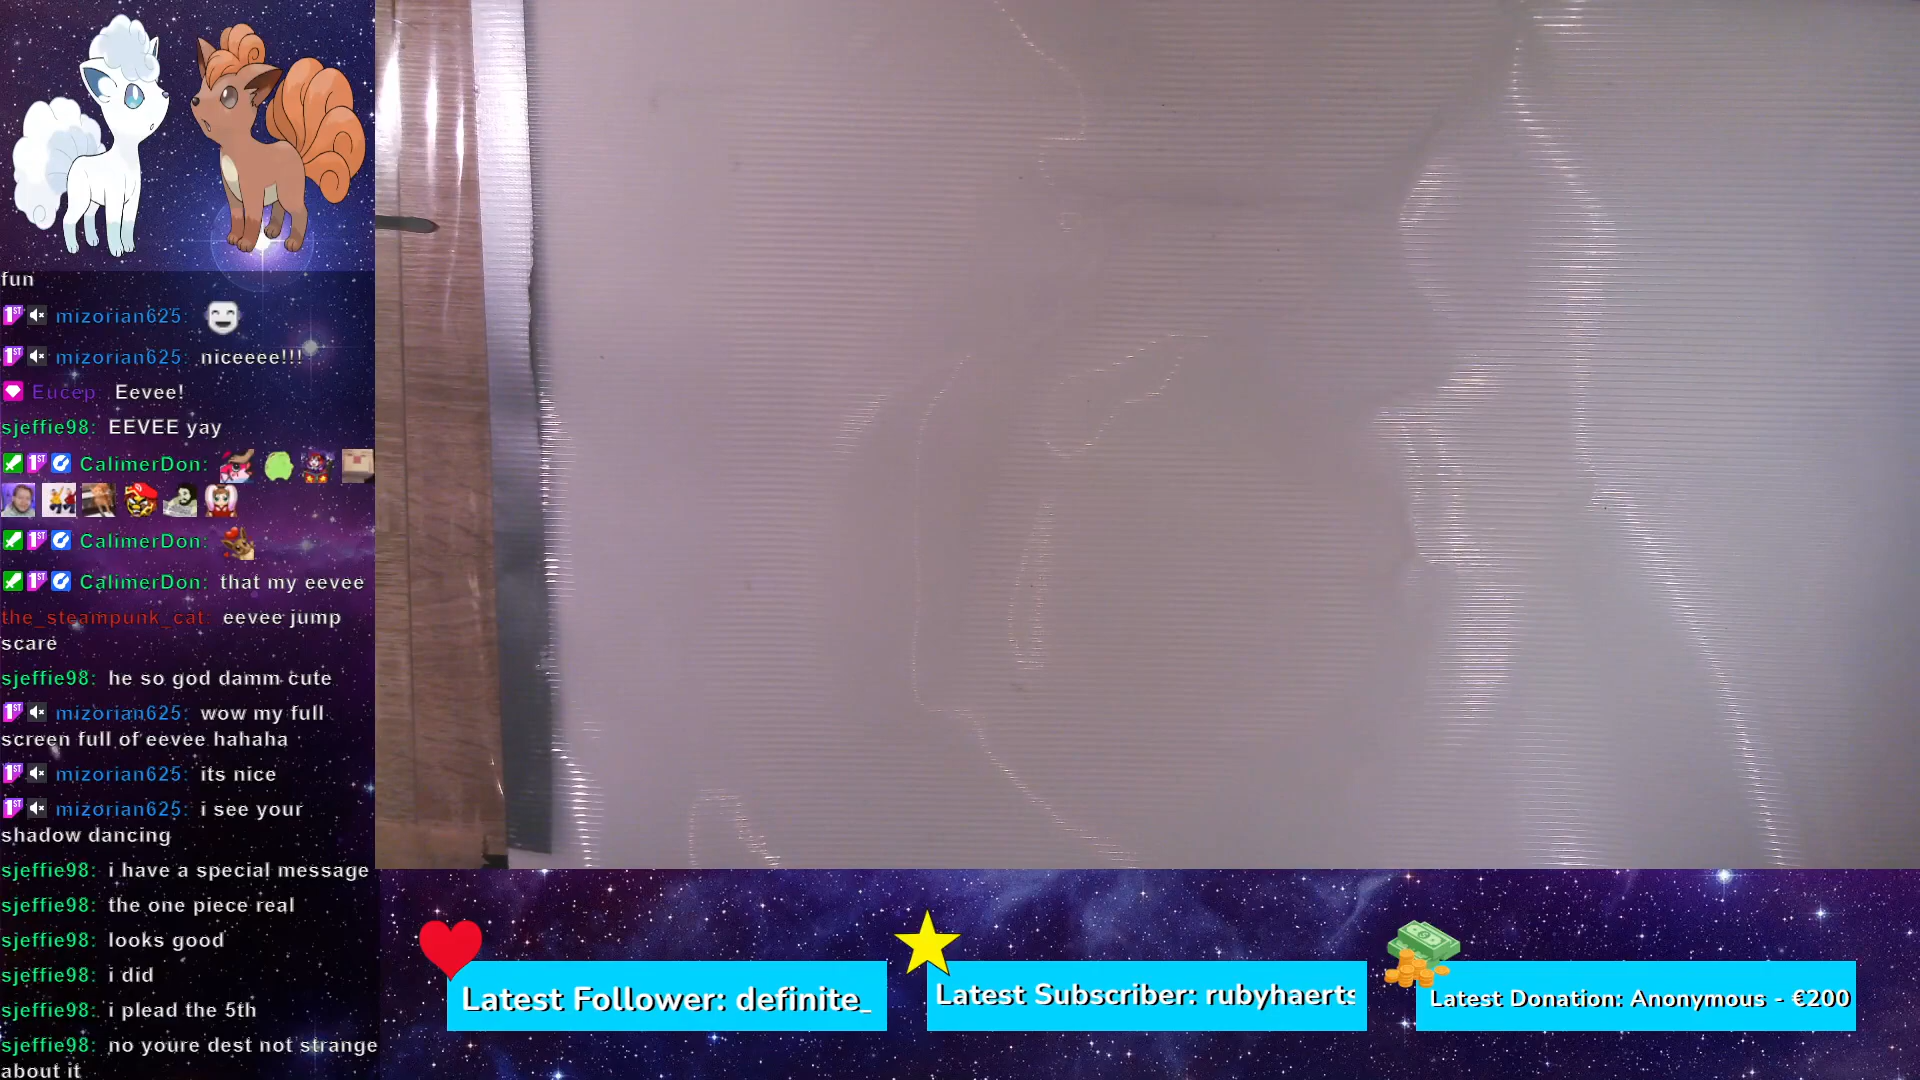 fun
mizorian625:
mizorian625: niceeee!!!
Eucep: Eevee!
sjeffie98: EEVEE yay
CalimerDon:
CalimerDon:
CalimerDon: that my eevee
the_steampunk_cat: eevee jump
scare
sjeffie98: he so god damm cute
mizorian625: wow my full
screen full of eevee hahaha
mizorian625: its nice
mizorian625: i see your
shadow dancing
sjeffie98: i have a special message
sjeffie98: the one piece real
sjeffie98: looks good
sjeffie98: i did
sjeffie98: i plead the 5th
sjeffie98: no youre dest not strange
about it
Latest Follower: definite_
Latest Subscriber: rubyhaerts
Latest Donation: Anonymous - €200